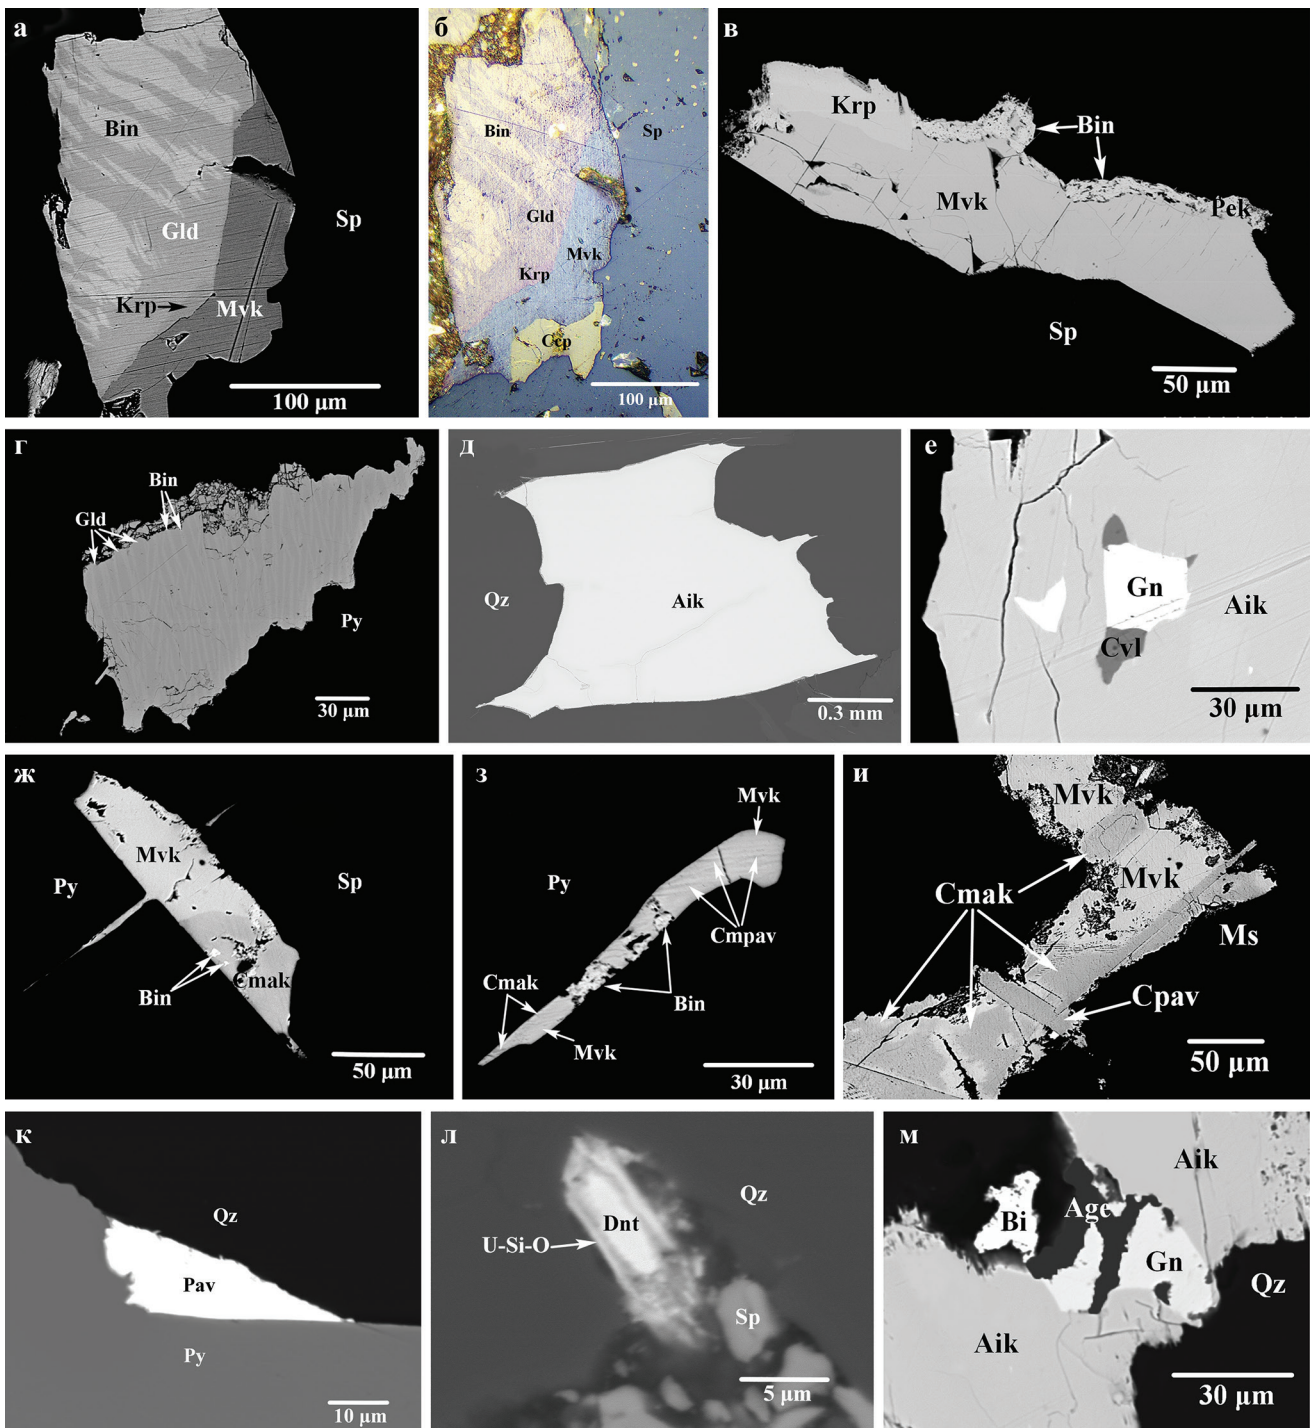 а
Bin
Gld
Sp
Krp
Mvk
100 µm
б
Bin
Sp
Gld
Mvk
Krp
Ccp
100 µm
в
Krp
Bin
Mvk
Pek
Sp
50 µm
г
Bin
Gld
Py
30 µm
д
Qz
Aik
0.3 mm
е
Gn
Aik
Cvl
30 µm
ж
Mvk
Py
Sp
Bin
Cmak
50 µm
з
Mvk
Py
Cmpav
Cmak
Bin
Mvk
30 µm
и
Mvk
Mvk
Cmak
Ms
Cpav
50 µm
к
Qz
Pav
Py
10 µm
л
Qz
Dnt
U-Si-O
Sp
5 µm
м
Aik
Age
Bi
Gn
Qz
Aik
30 µm